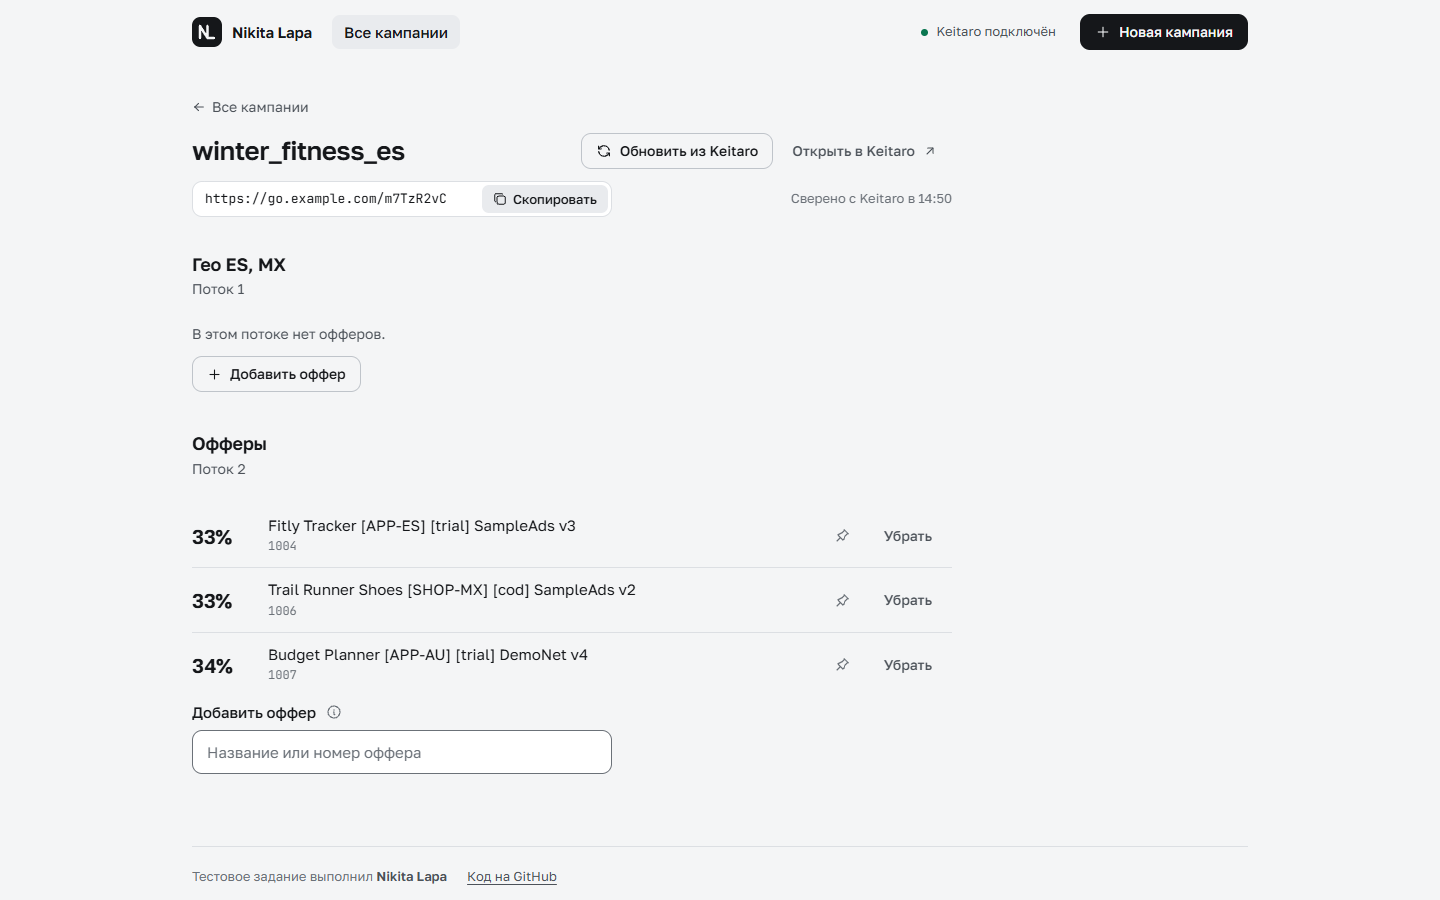 NL Nikita Lapa Все кампании Keitaro подключён + Новая кампания
← Все кампании
winter_fitness_es Обновить из Keitaro Открыть в Keitaro ↗
https://go.example.com/m7TzR2vC Скопировать Сверено с Keitaro в 14:50
Гео ES, MX
Поток 1
В этом потоке нет офферов.
+ Добавить оффер
Офферы
Поток 2
33% Fitly Tracker [APP-ES] [trial] SampleAds v3 Убрать
1004
33% Trail Runner Shoes [SHOP-MX] [cod] SampleAds v2 Убрать
1006
34% Budget Planner [APP-AU] [trial] DemoNet v4 Убрать
1007
Добавить оффер
Название или номер оффера
Тестовое задание выполнил Nikita Lapa Код на GitHub